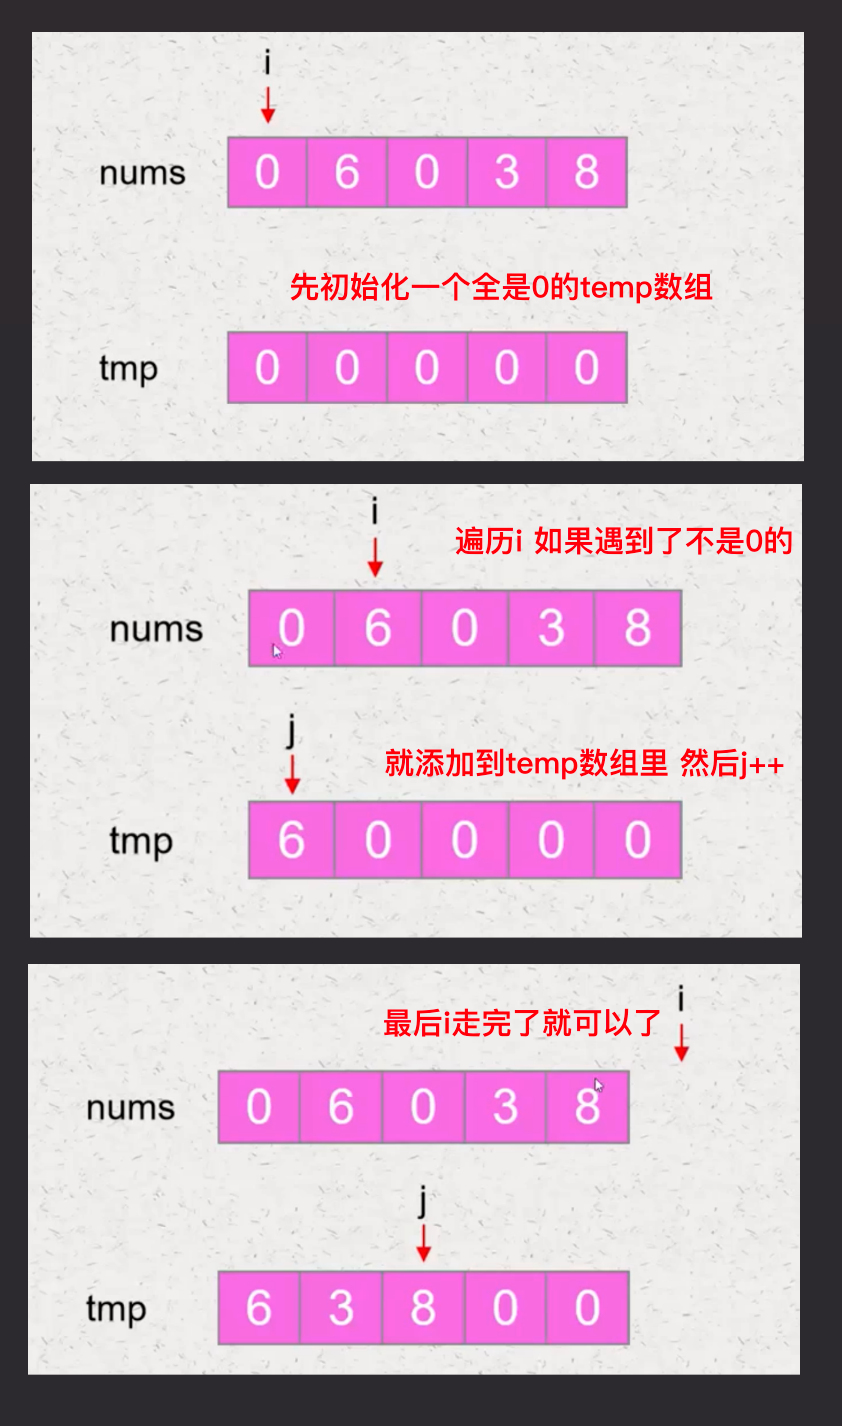 i
nums 0 6 0 3 8
先初始化一个全是0的temp数组
tmp 0 0 0 0 0
i
遍历i 如果遇到了不是0的
nums 0 6 0 3 8
j
就添加到temp数组里 然后j++
tmp 6 0 0 0 0
i
最后i走完了就可以了
nums 0 6 0 3 8
j
tmp 6 3 8 0 0